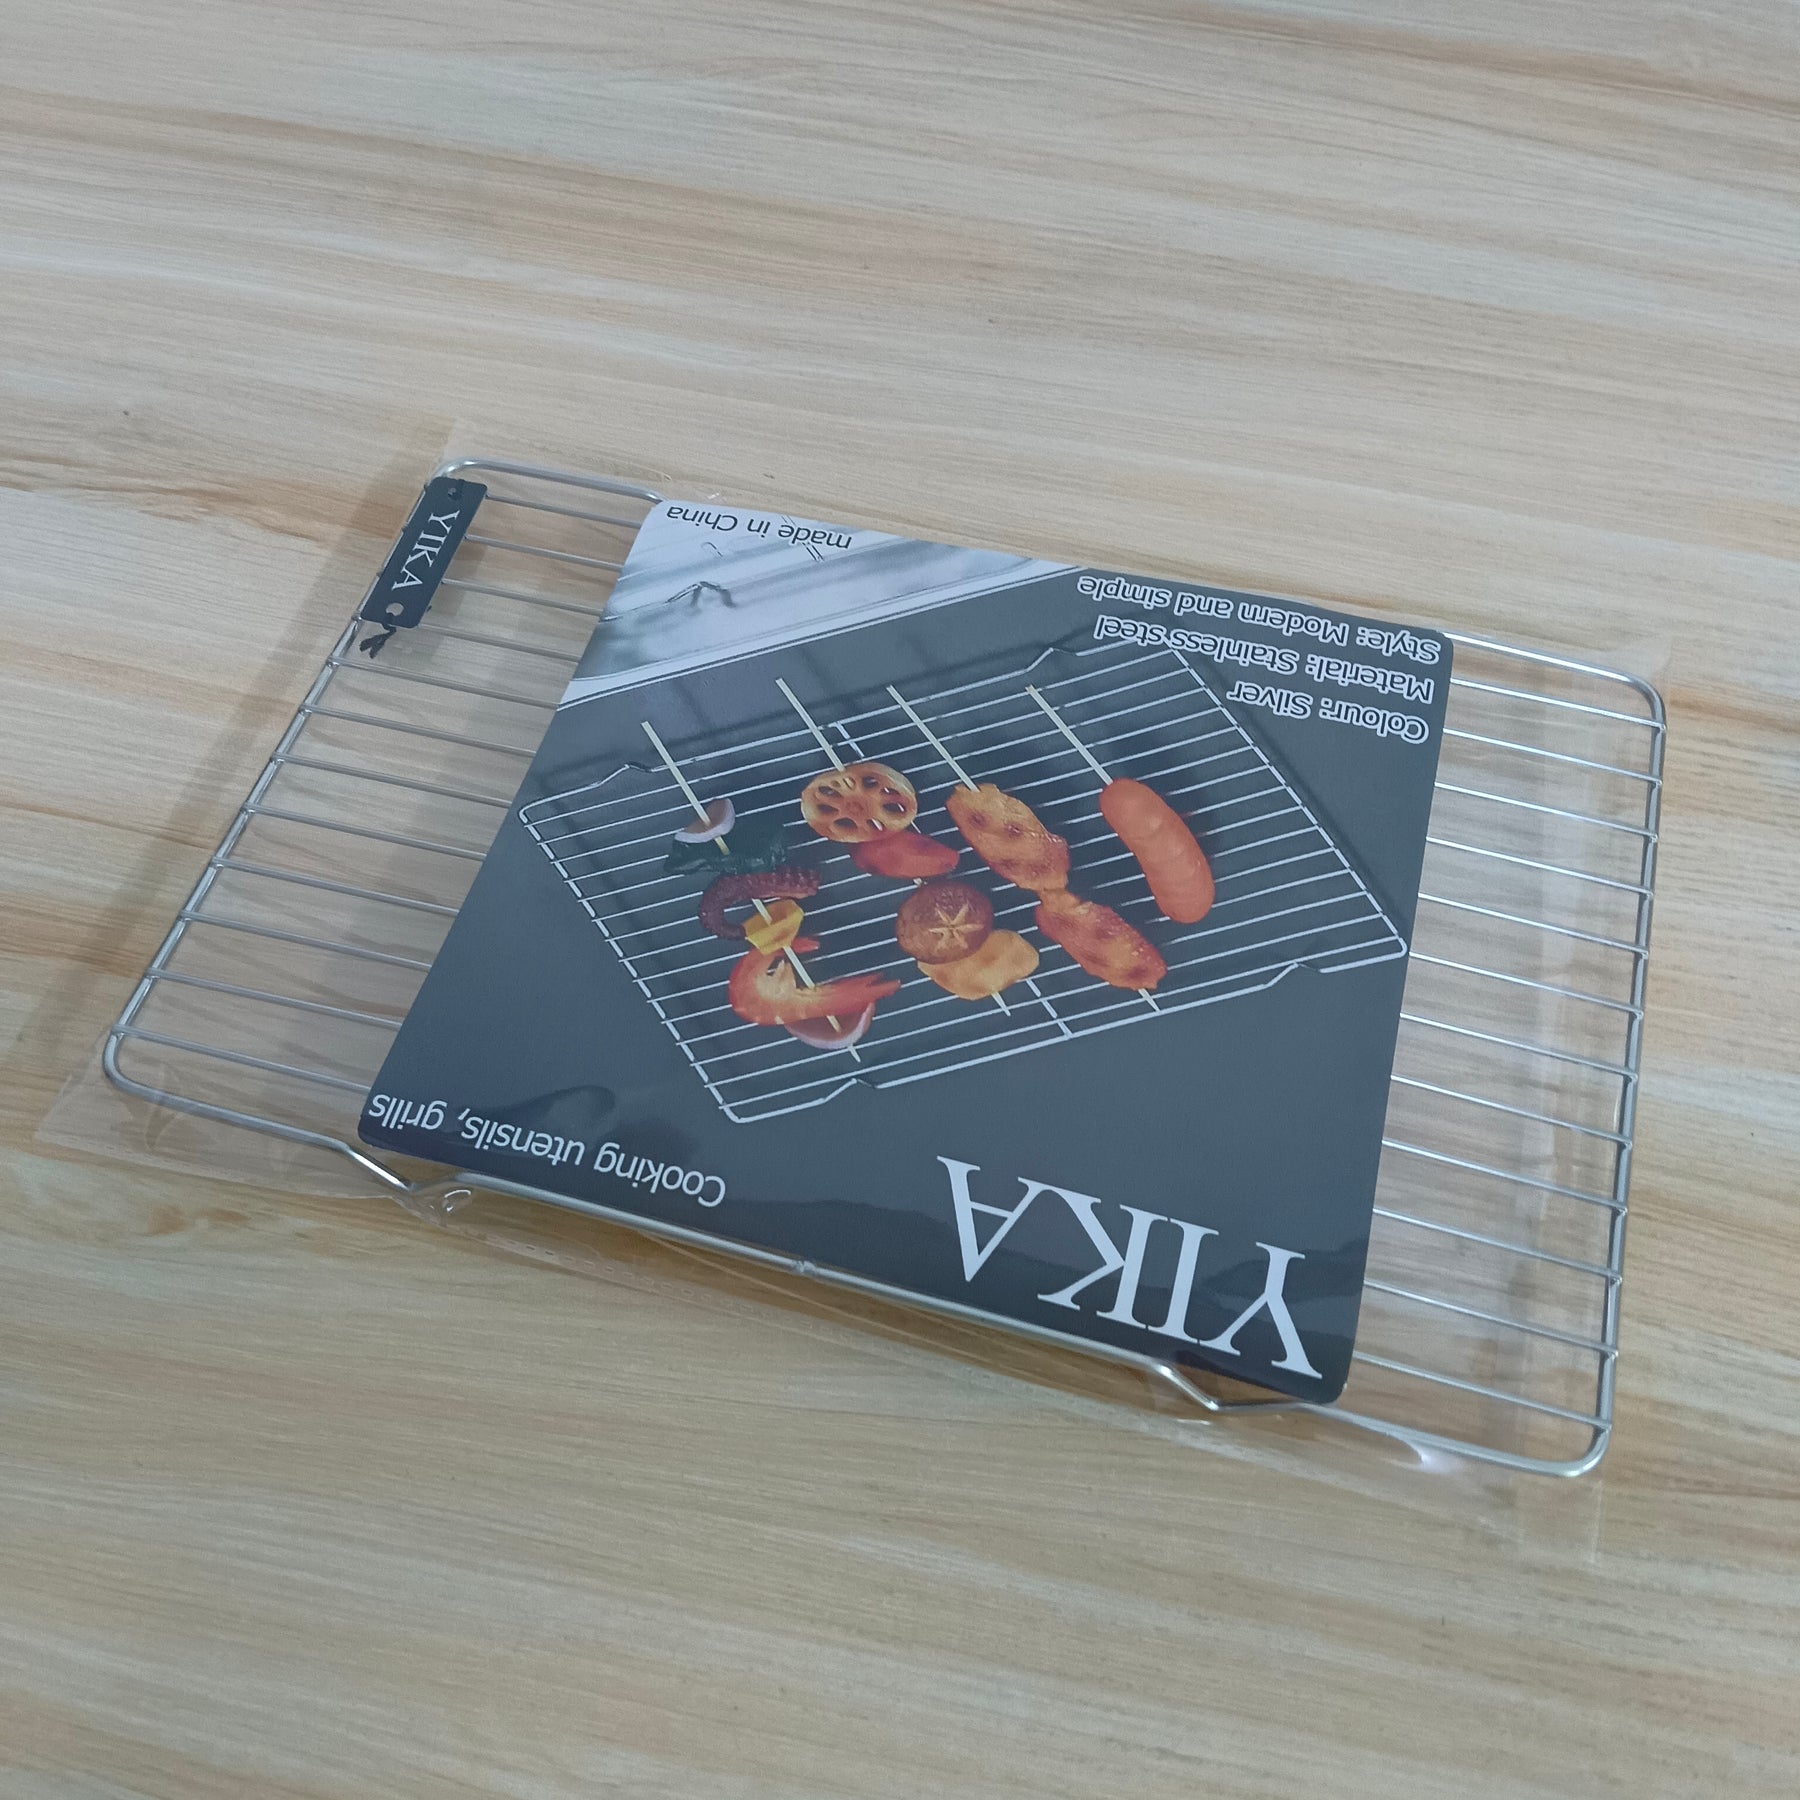 YIKA
Cooking utensils, grills
Colour: Silver
Material: Stainless steel
Style: Modern and simple
made in China
YIKA